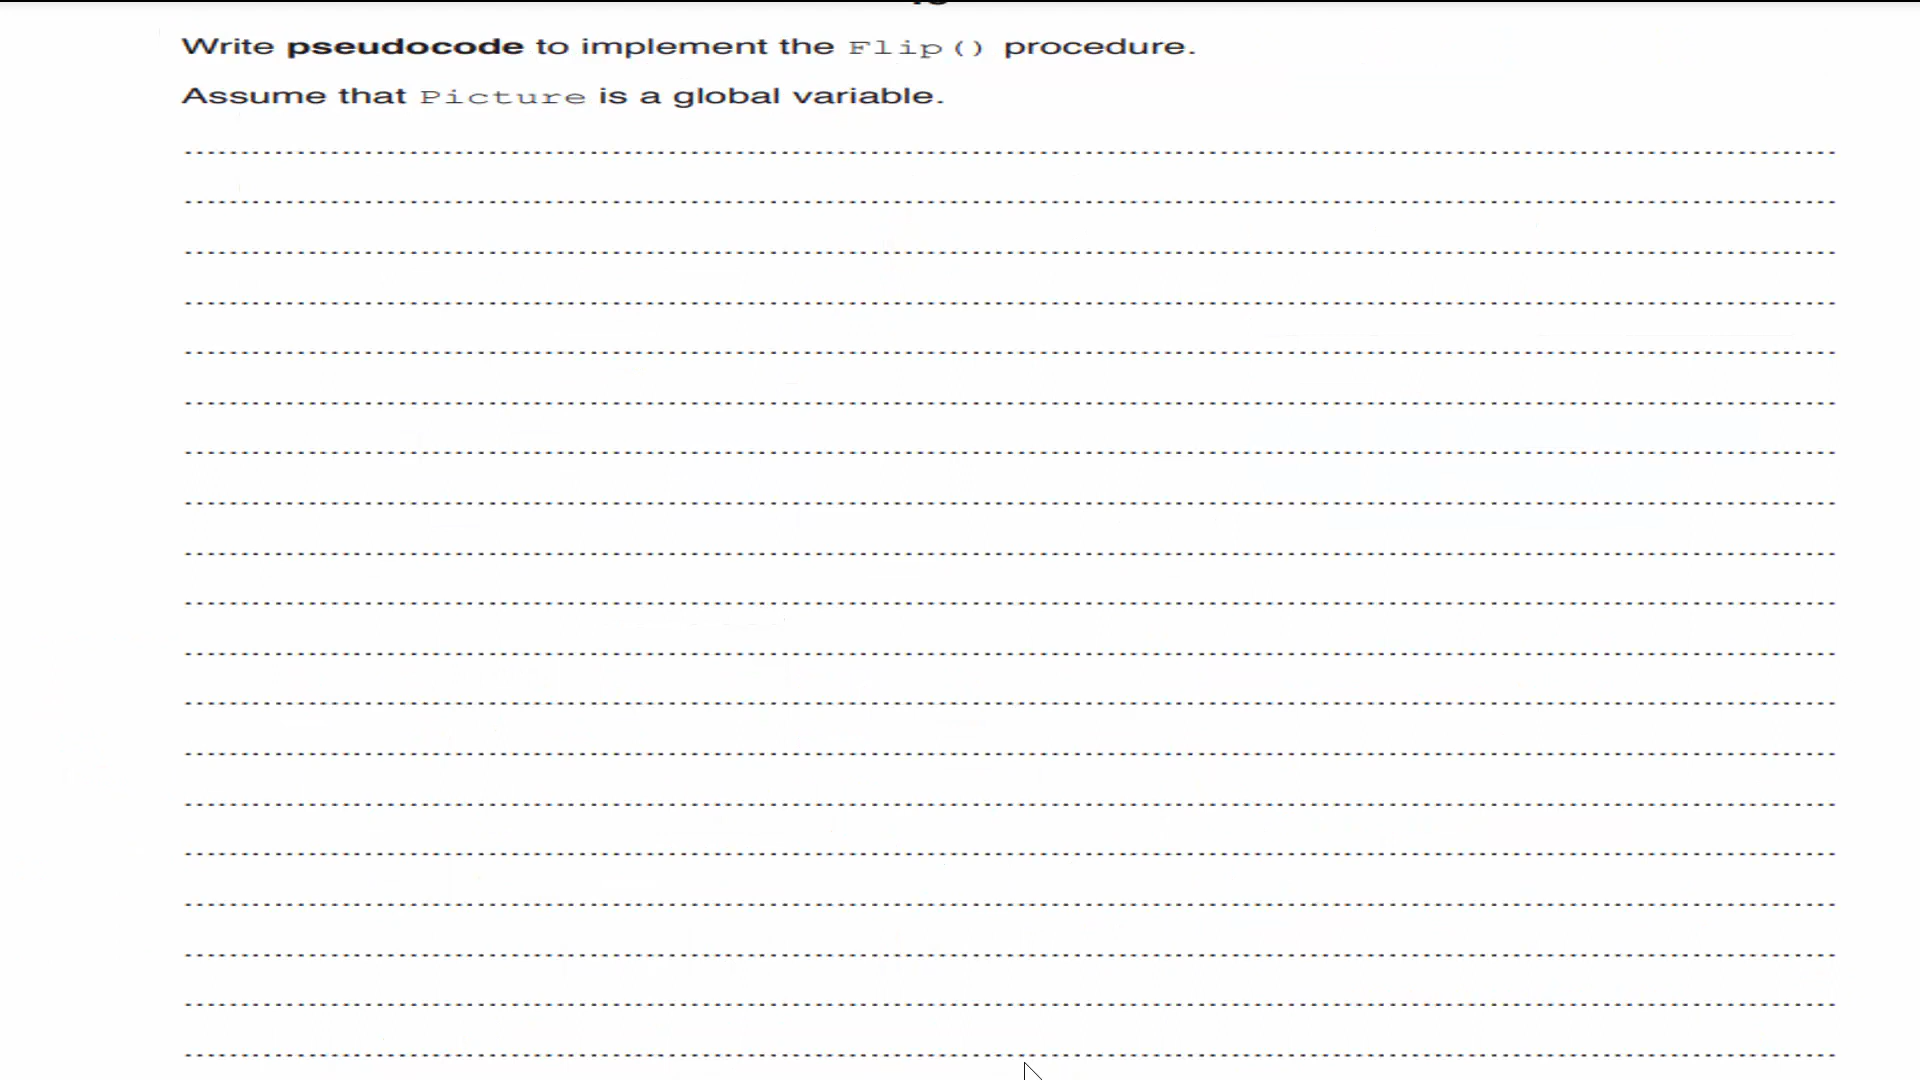 Write pseudocode to implement the Flip() procedure.
Assume that Picture is a global variable.